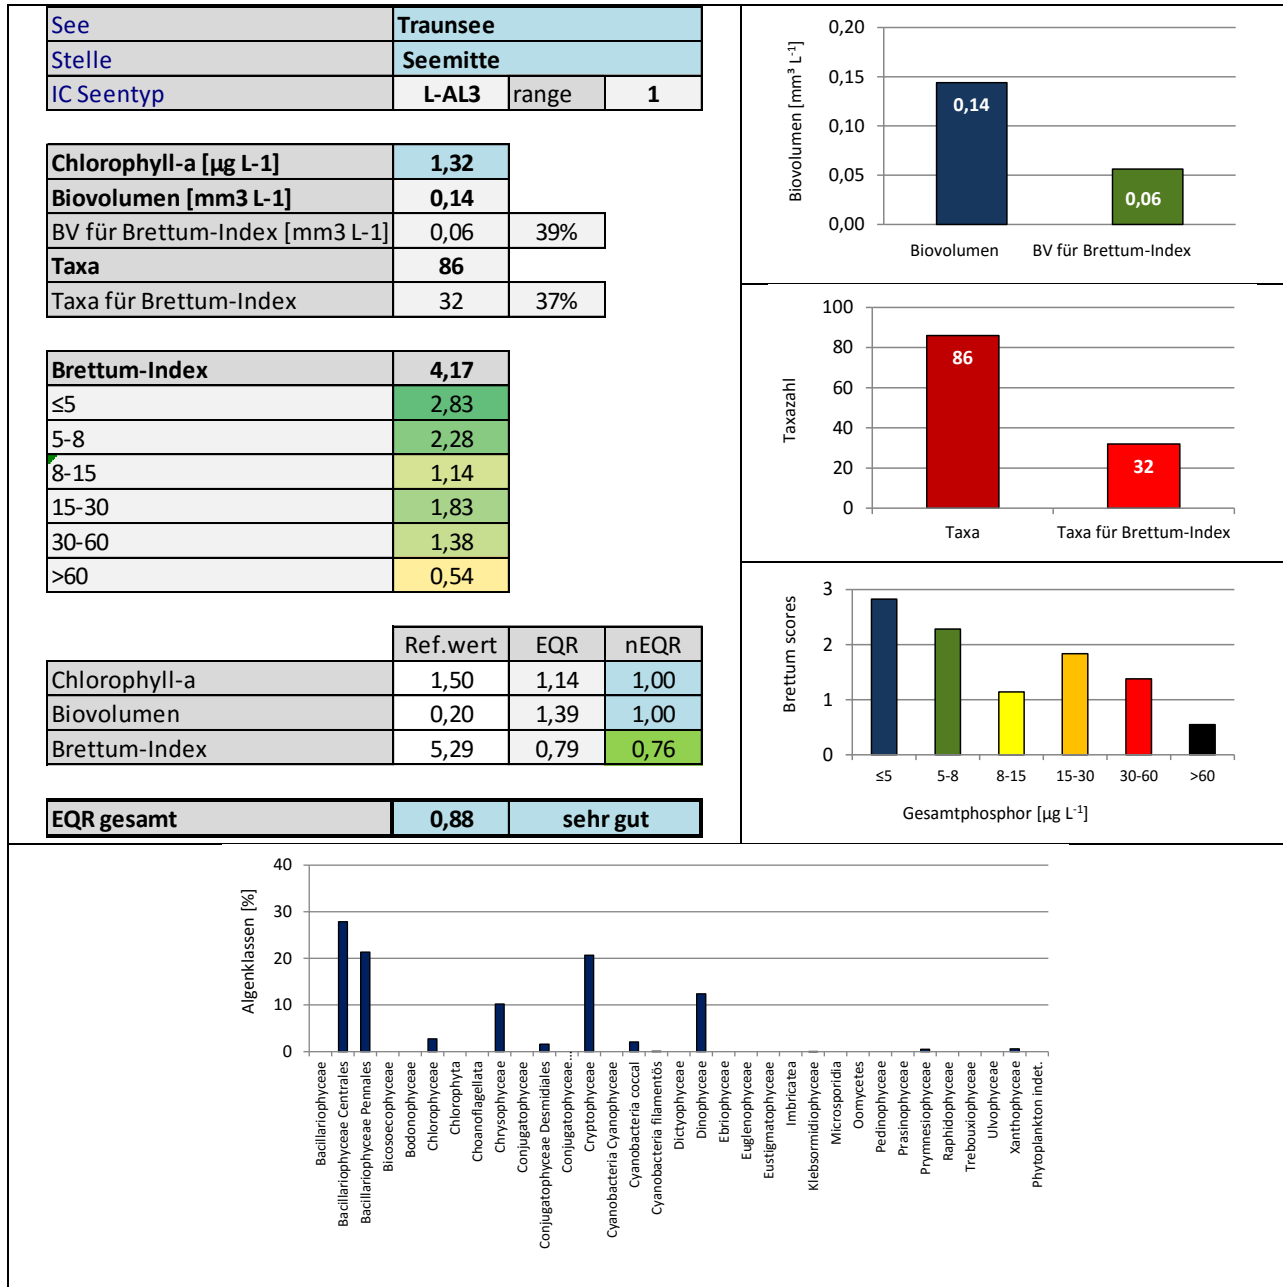 See Traunsee
Stelle Seemitte
IC Seentyp L-AL3 range 1
Chlorophyll-a [µg L-1] 1,32
Biovolumen [mm3 L-1] 0,14
BV für Brettum-Index [mm3 L-1] 0,06 39%
Taxa 86
Taxa für Brettum-Index 32 37%
Brettum-Index 4,17
≤5 2,83
5-8 2,28
8-15 1,14
15-30 1,83
30-60 1,38
>60 0,54
Ref.wert EQR nEQR
Chlorophyll-a 1,50 1,14 1,00
Biovolumen 0,20 1,39 1,00
Brettum-Index 5,29 0,79 0,76
EQR gesamt 0,88 sehr gut
Biovolumen [mm³ L⁻¹]
0,20
0,15
0,10
0,05
0,00
0,14
0,06
Biovolumen BV für Brettum-Index
Taxazahl
100
80
60
40
20
0
86
32
Taxa Taxa für Brettum-Index
Brettum scores
3
2
1
0
≤5 5-8 8-15 15-30 30-60 >60
Gesamtphosphor [µg L⁻¹]
Algenklassen [%]
40
30
20
10
0
Bacillariophyceae
Bacillariophyceae Centrales
Bacillariophyceae Pennales
Bicosoecophyceae
Bodonophyceae
Chlorophyceae
Chlorophyta
Choanoflagellata
Chrysophyceae
Conjugatophyceae
Conjugatophyceae Desmidiales
Conjugatophyceae...
Cryptophyceae
Cyanobacteria Cyanophyceae
Cyanobacteria coccal
Cyanobacteria filamentös
Dictyophyceae
Dinophyceae
Ebriophyceae
Euglenophyceae
Eustigmatophyceae
Imbricatea
Klebsormidiophyceae
Microsporidia
Oomycetes
Pedinophyceae
Prasinophyceae
Prymnesiophyceae
Raphidophyceae
Trebouxiophyceae
Ulvophyceae
Xanthophyceae
Phytoplankton indet.